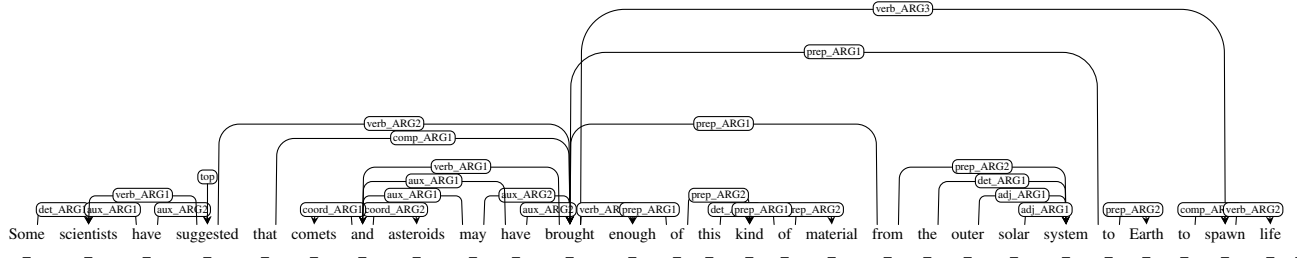 verb_ARG3
prep_ARG1
verb_ARG2 prep_ARG1
comp_ARG1
verb_ARG1 prep_ARG2
top aux_ARG1 det_ARG1
verb_ARG1 aux_ARG1 aux_ARG2 prep_ARG2 adj_ARG1
det_ARG1 aux_ARG1 aux_ARG2 coord_ARG1 coord_ARG2 aux_ARG2 prep_ARG1 prep_ARG1 adj_ARG1 prep_ARG2 verb_ARG2
Some scientists have suggested that comets and asteroids may have brought enough of this kind of material from the outer solar system to Earth to spawn life
_ _ _ _ _ _ _ _ _ _ _ _ _ _ _ _ _ _ _ _ _ _ _ _ _ _